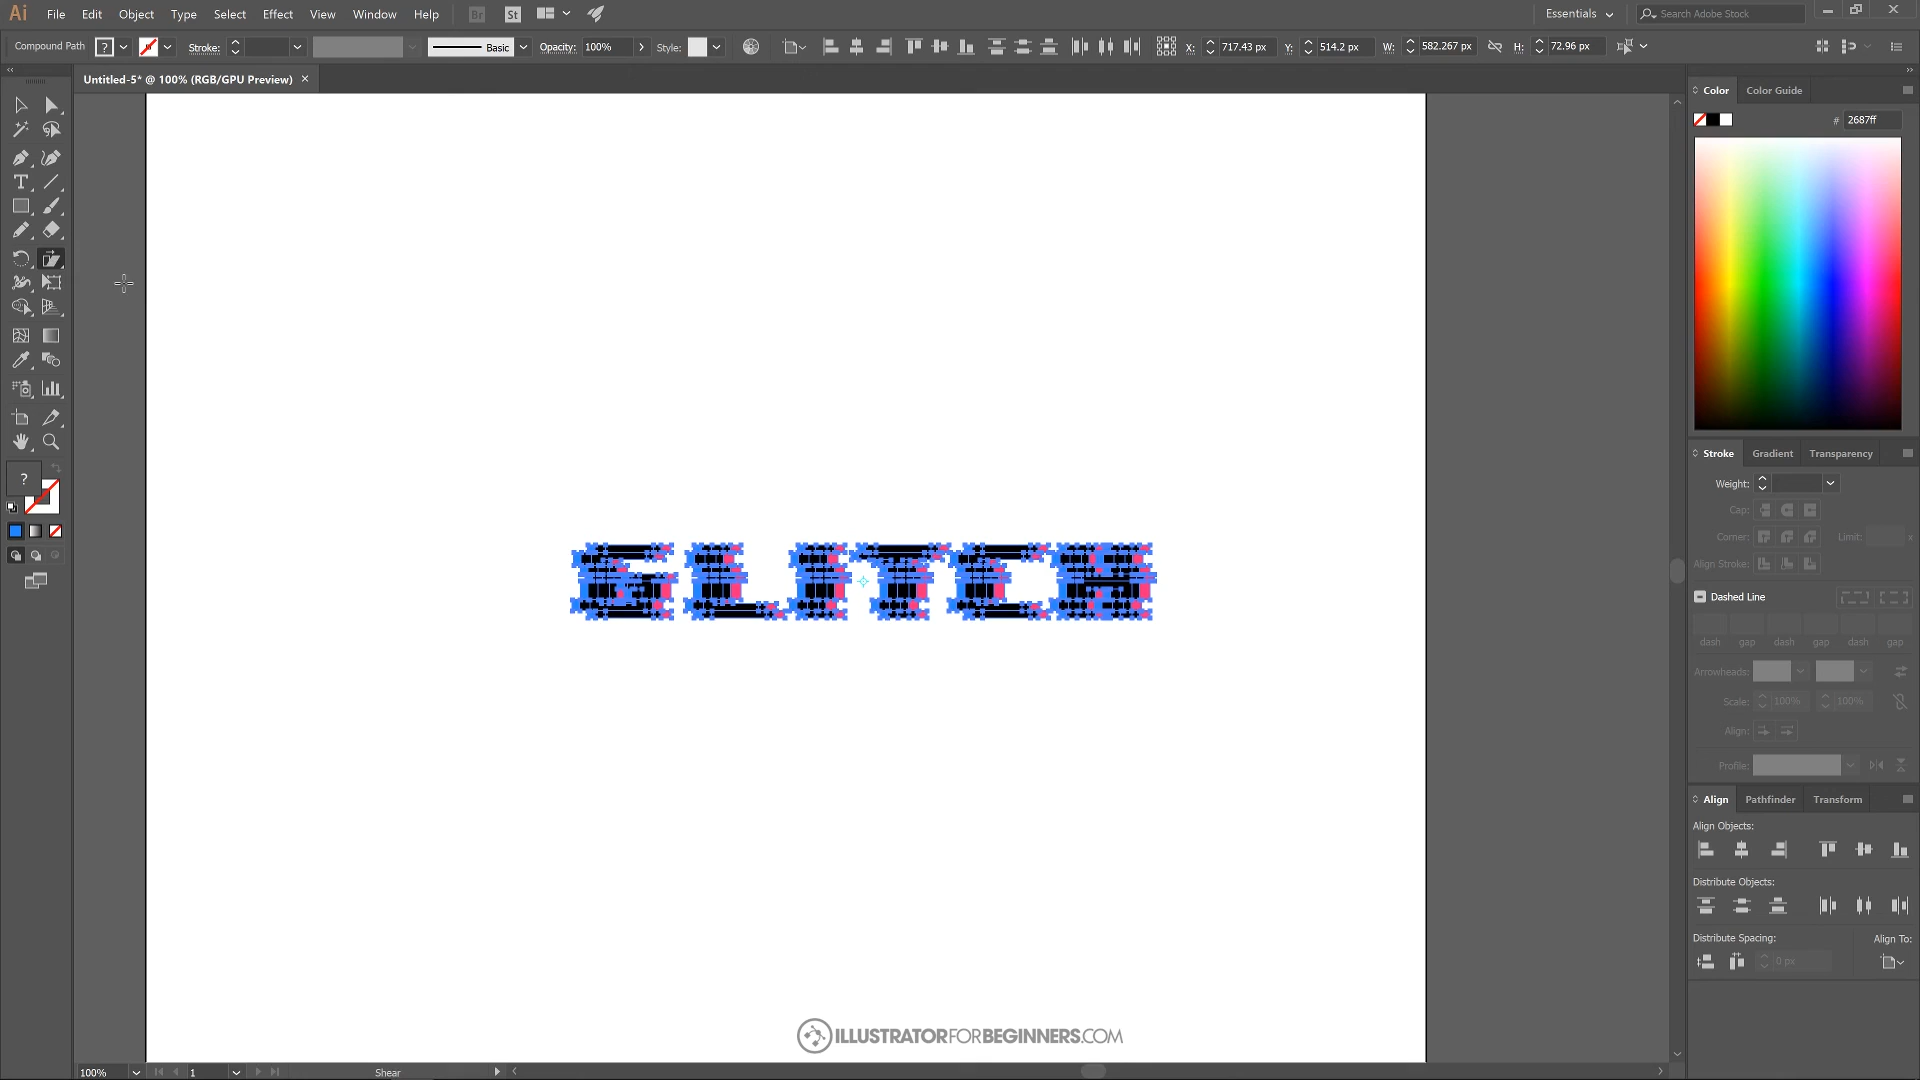 Ai File Edit Object Type Select Effect View Window Help Br St Essentials Search Adobe Stock
Compound Path ? Stroke: Basic Opacity: 100% Style: X: 717.43 px Y: 514.2 px W: 582.267 px H: 72.96 px
Untitled-5* @ 100% (RGB/GPU Preview)
Color Color Guide
# 2687ff
T
?
Stroke Gradient Transparency
Weight:
Cap:
Corner: Limit: x
Align Stroke:
Dashed Line
dash gap dash gap dash gap
Arrowheads:
Scale: 100% 100%
Align:
Profile:
GLITCH
Align Pathfinder Transform
Align Objects:
Distribute Objects:
Distribute Spacing: Align To:
0 px
ILLUSTRATORFORBEGINNERS.COM
100% 1 Shear